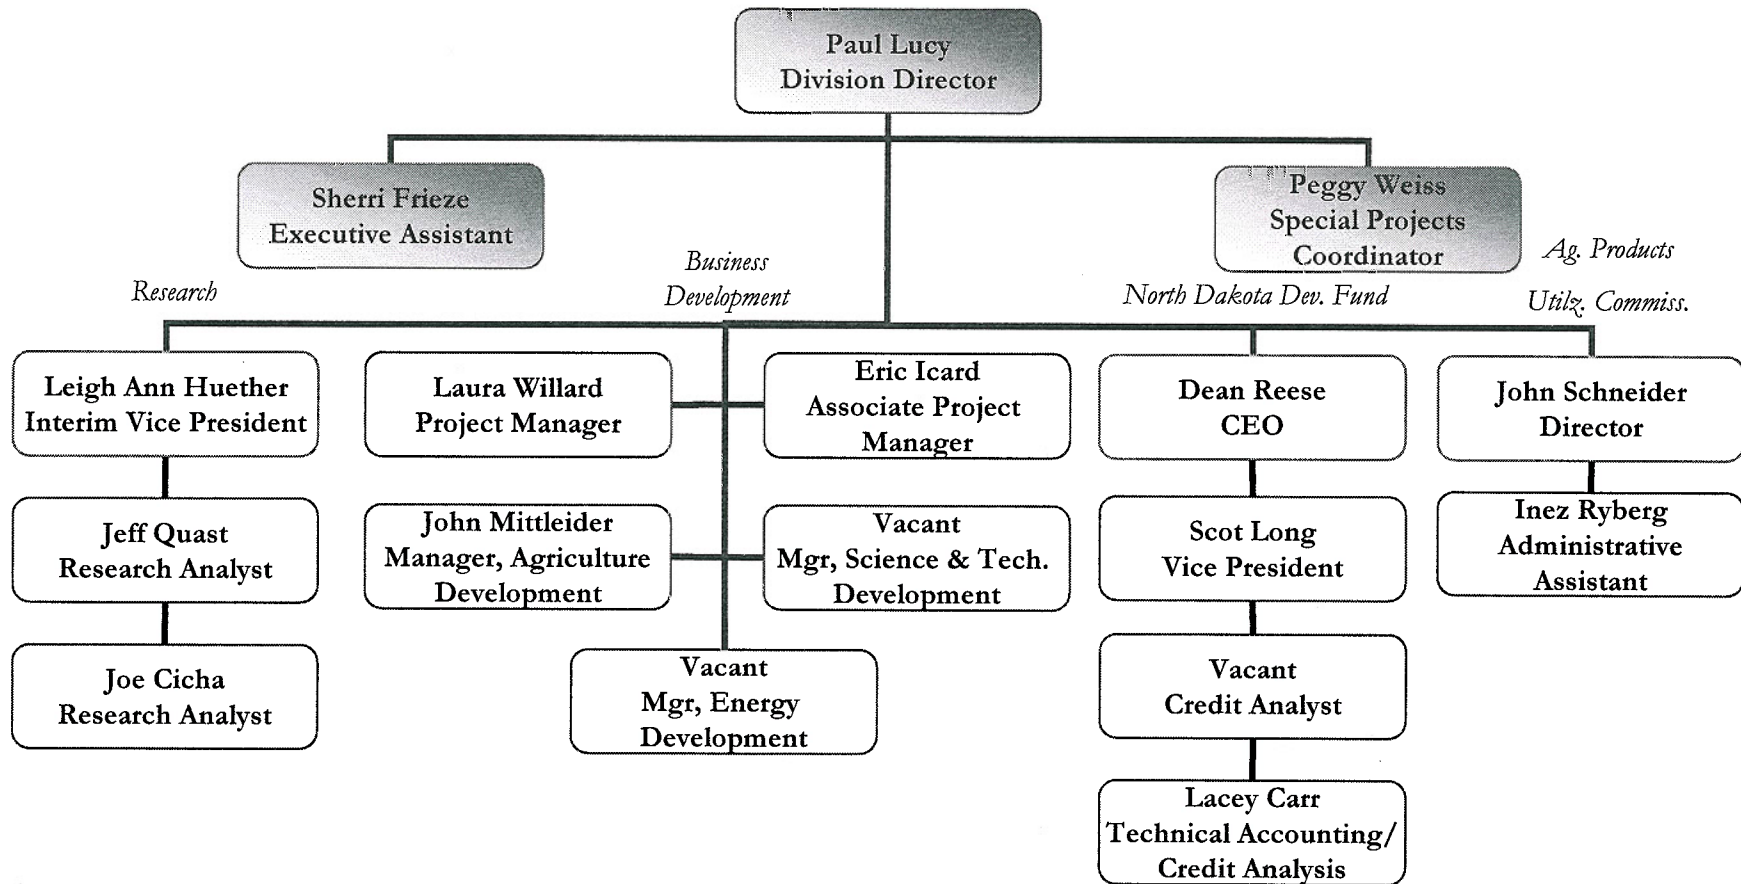 Paul Lucy
Division Director
Sherri Frieze
Executive Assistant
Peggy Weiss
Special Projects
Coordinator
Research
Business
Development
North Dakota Dev. Fund
Ag. Products
Utilz. Commiss.
Leigh Ann Huether
Interim Vice President
Jeff Quast
Research Analyst
Joe Cicha
Research Analyst
Laura Willard
Project Manager
Eric Icard
Associate Project
Manager
John Mittleider
Manager, Agriculture
Development
Vacant
Mgr, Science & Tech.
Development
Vacant
Mgr, Energy
Development
Dean Reese
CEO
Scot Long
Vice President
Vacant
Credit Analyst
Lacey Carr
Technical Accounting/
Credit Analysis
John Schneider
Director
Inez Ryberg
Administrative
Assistant